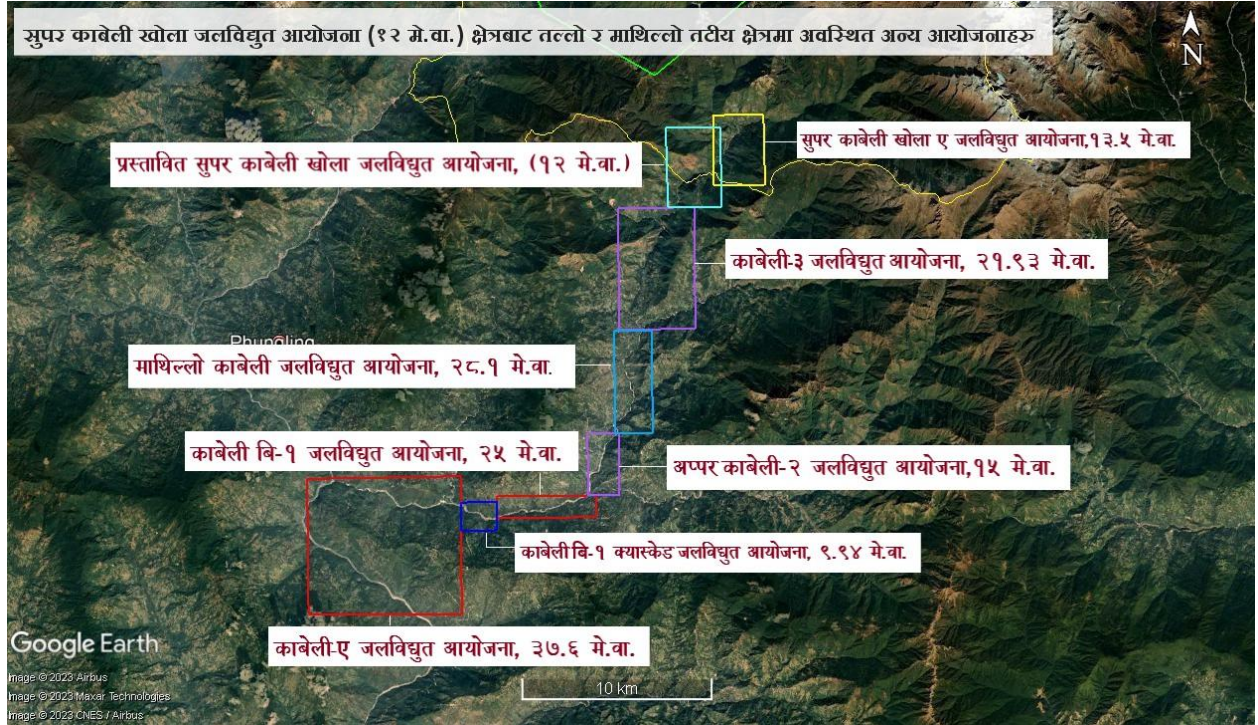 सुपर काबेली खोला जलविद्युत आयोजना (१२ मे.वा.) क्षेत्रबाट तल्लो र माथिल्लो तटीय क्षेत्रमा अवस्थित अन्य आयोजनाहरु
N
सुपर काबेली खोला ए जलविद्युत आयोजना,१३.५ मे.वा.
प्रस्तावित सुपर काबेली खोला जलविद्युत आयोजना, (१२ मे.वा.)
काबेली-३ जलविद्युत आयोजना, २१.९३ मे.वा.
Phungling
माथिल्लो काबेली जलविद्युत आयोजना, २८.१ मे.वा.
काबेली बि-१ जलविद्युत आयोजना, २५ मे.वा.
अप्पर काबेली-२ जलविद्युत आयोजना,१५ मे.वा.
काबेली बि-१ क्यास्केड जलविद्युत आयोजना, ९.९४ मे.वा.
काबेली-ए जलविद्युत आयोजना, ३७.६ मे.वा.
Google Earth
Image © 2023 Airbus
Image © 2023 Maxar Technologies
Image © 2023 CNES / Airbus
10 km